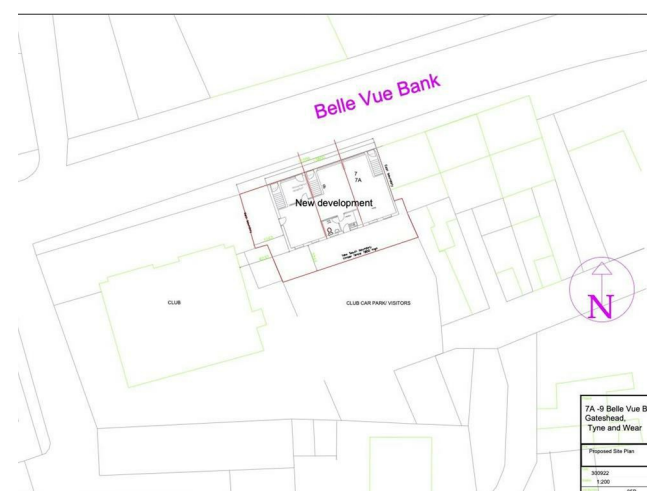 Belle Vue Bank
7
7A
9
New development
CLUB
CLUB CAR PARK/ VISITORS
N
7A -9 Belle Vue B
Gateshead,
Tyne and Wear
Proposed Site Plan
300922
1:200